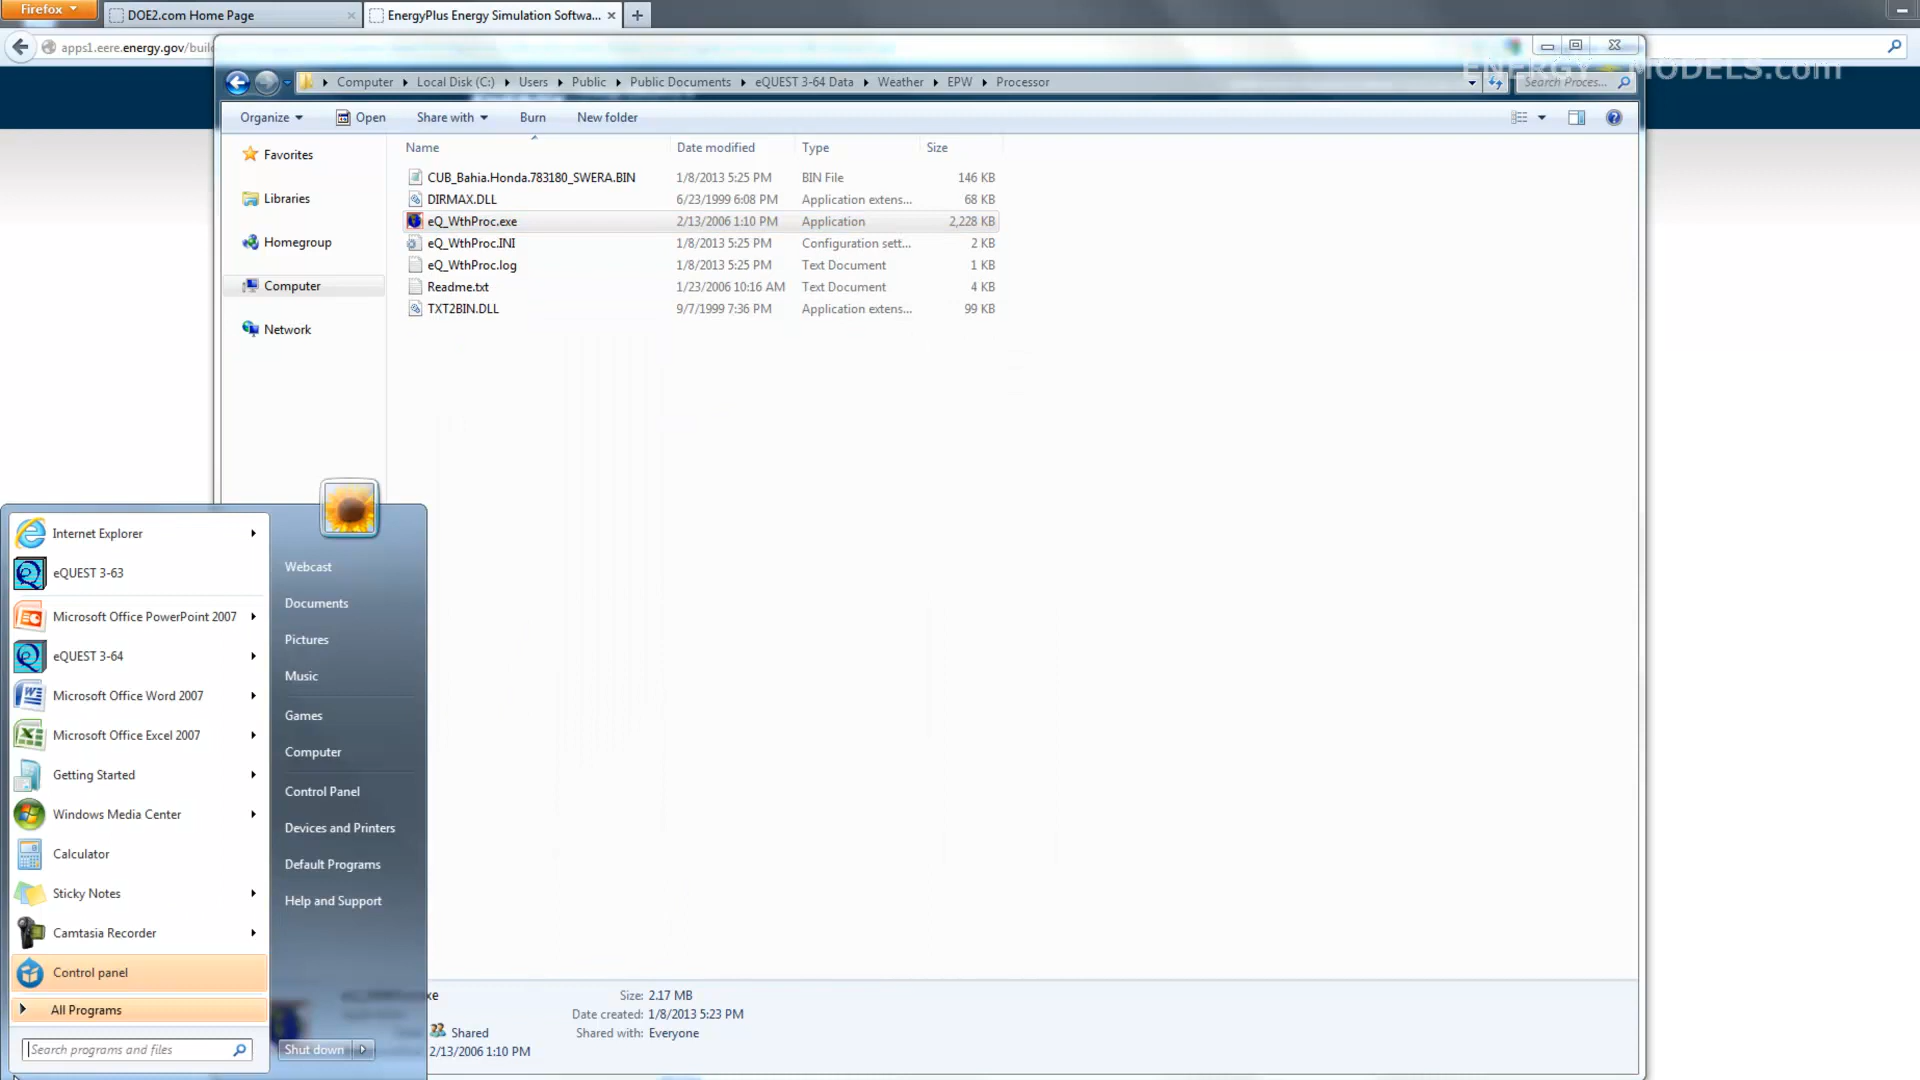 Firefox
DOE2.com Home Page
EnergyPlus Energy Simulation Softwa...
apps1.eere.energy.gov/build
ENERGY-MODELS.com
Computer Local Disk (C:) Users Public Public Documents eQUEST 3-64 Data Weather EPW Processor
Search Proces...
Organize Open Share with Burn New folder
Name Date modified Type Size
Favorites
Libraries
Homegroup
Computer
Network
CUB_Bahia.Honda.783180_SWERA.BIN 1/8/2013 5:25 PM BIN File 146 KB
DIRMAX.DLL 6/23/1999 6:08 PM Application extens... 68 KB
eQ_WthProc.exe 2/13/2006 1:10 PM Application 2,228 KB
eQ_WthProc.INI 1/8/2013 5:25 PM Configuration sett... 2 KB
eQ_WthProc.log 1/8/2013 5:25 PM Text Document 1 KB
Readme.txt 1/23/2006 10:16 AM Text Document 4 KB
TXT2BIN.DLL 9/7/1999 7:36 PM Application extens... 99 KB
Internet Explorer
eQUEST 3-63
Microsoft Office PowerPoint 2007
eQUEST 3-64
Microsoft Office Word 2007
Microsoft Office Excel 2007
Getting Started
Windows Media Center
Calculator
Sticky Notes
Camtasia Recorder
Control panel
All Programs
Search programs and files
Webcast
Documents
Pictures
Music
Games
Computer
Control Panel
Devices and Printers
Default Programs
Help and Support
Shut down
Size: 2.17 MB
Date created: 1/8/2013 5:23 PM
Shared Shared with: Everyone
2/13/2006 1:10 PM